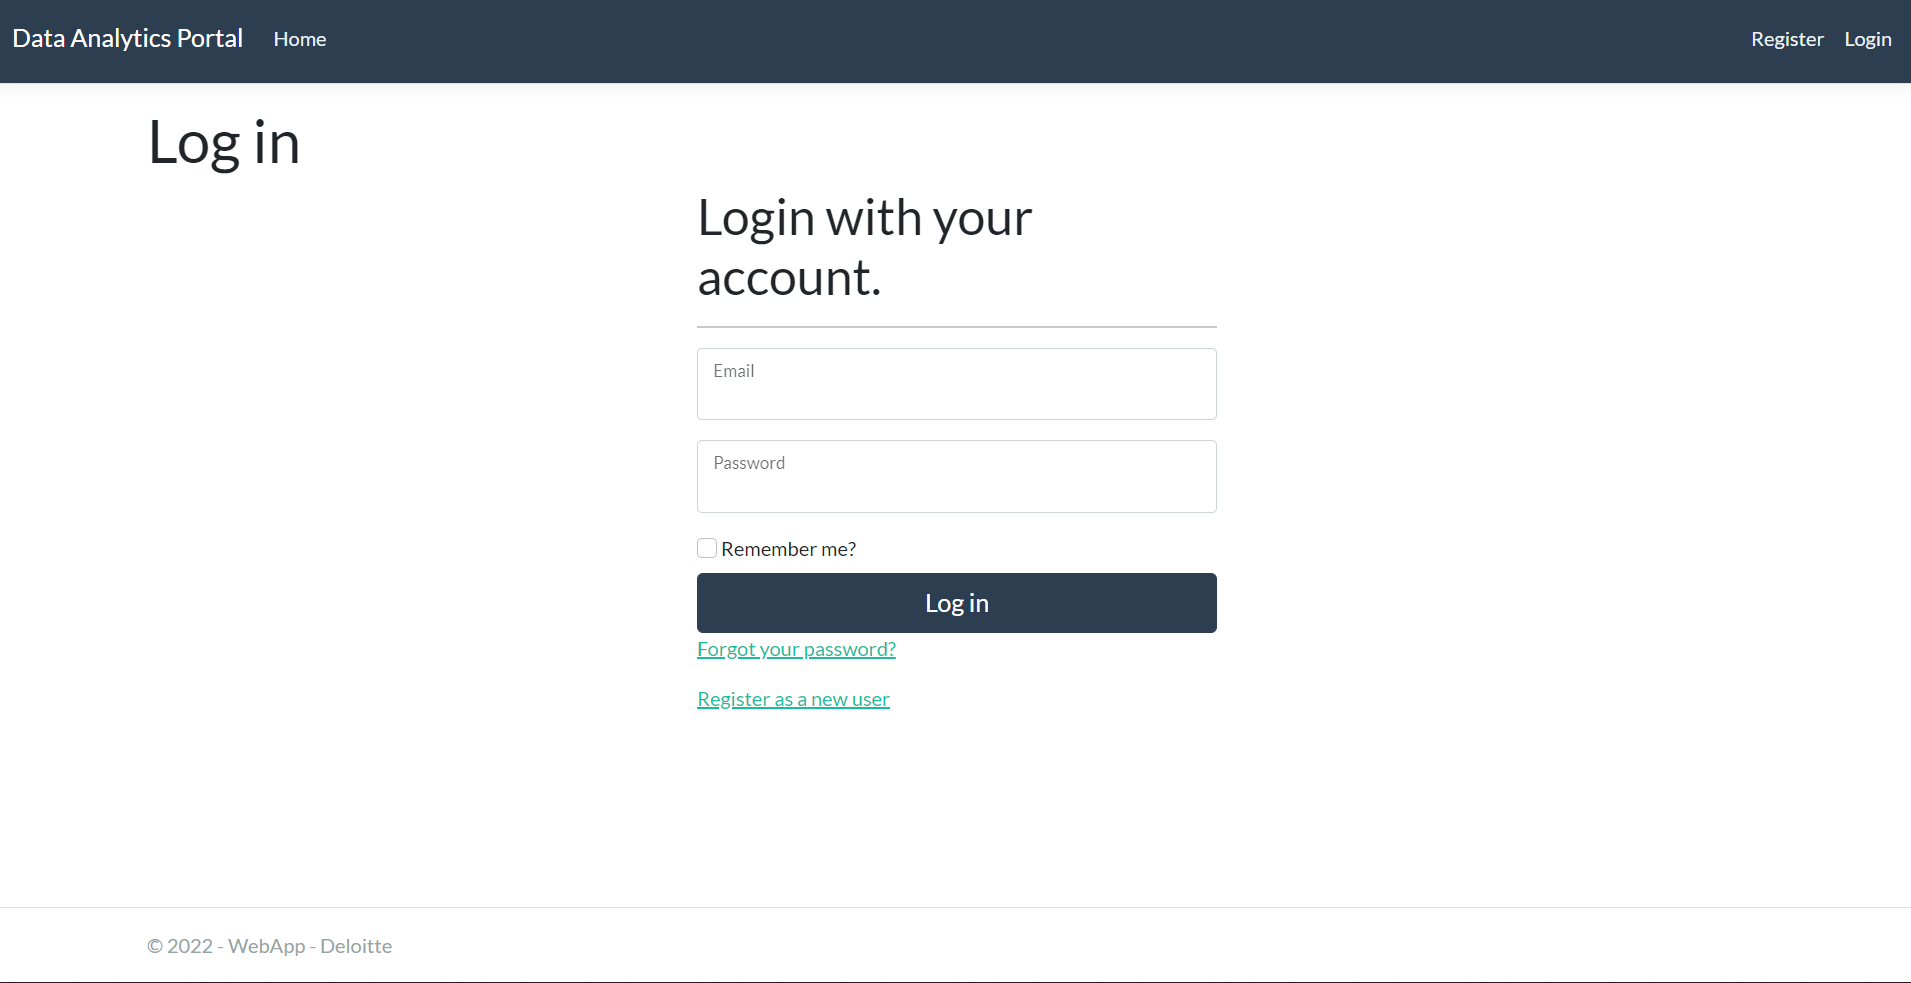 Data Analytics Portal Home Register Login
Log in
Login with your
account.
Email
Password
Remember me?
Log in
Forgot your password?
Register as a new user
© 2022 - WebApp - Deloitte